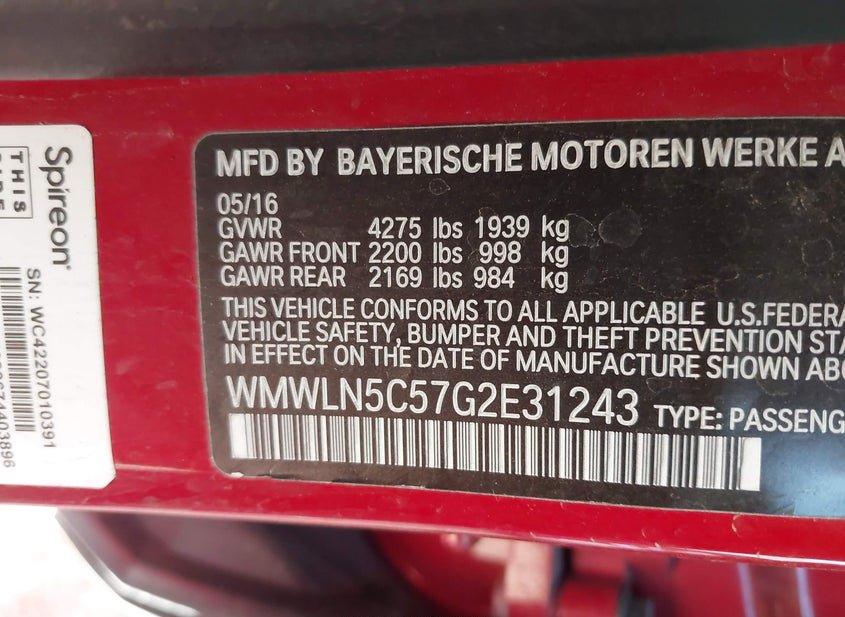 MFD BY BAYERISCHE MOTOREN WERKE A
05/16
GVWR 4275 lbs 1939 kg
GAWR FRONT 2200 lbs 998 kg
GAWR REAR 2169 lbs 984 kg
THIS VEHICLE CONFORMS TO ALL APPLICABLE U.S.FEDERA
VEHICLE SAFETY, BUMPER AND THEFT PREVENTION STA
IN EFFECT ON THE DATE OF MANUFACTURE SHOWN ABO
WMWLN5C57G2E31243 TYPE: PASSENG
Spireon
THIS
SN: WC42207010391